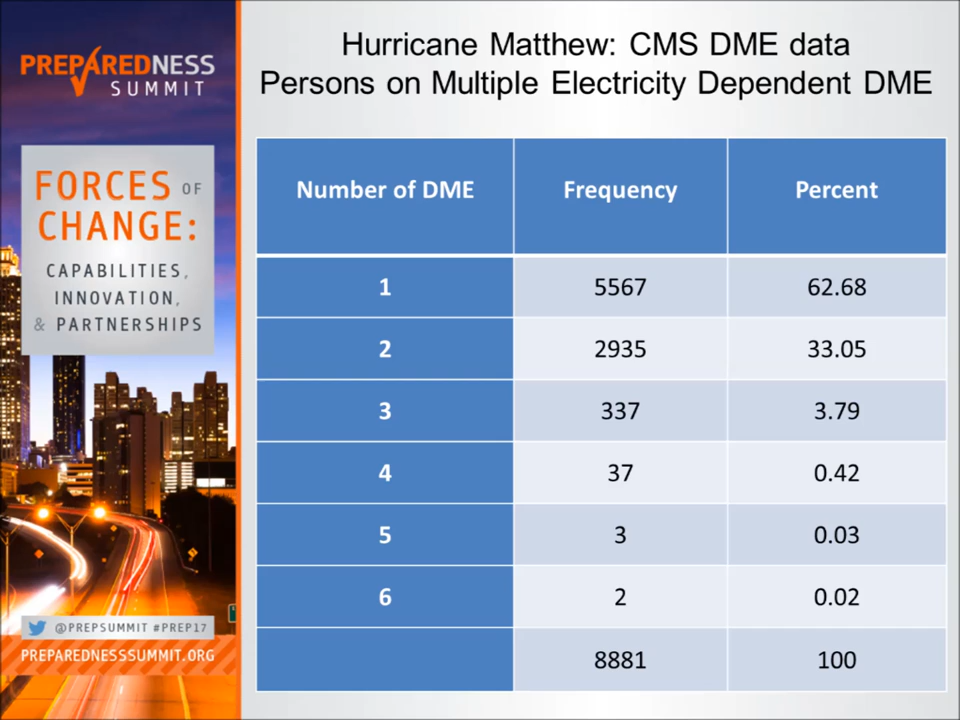 PREPAREDNESS
SUMMIT
FORCES OF
CHANGE:
CAPABILITIES,
INNOVATION,
& PARTNERSHIPS
@PREPSUMMIT #PREP17
PREPAREDNESSSUMMIT.ORG
Hurricane Matthew: CMS DME data
Persons on Multiple Electricity Dependent DME
Number of DME Frequency Percent
1 5567 62.68
2 2935 33.05
3 337 3.79
4 37 0.42
5 3 0.03
6 2 0.02
8881 100